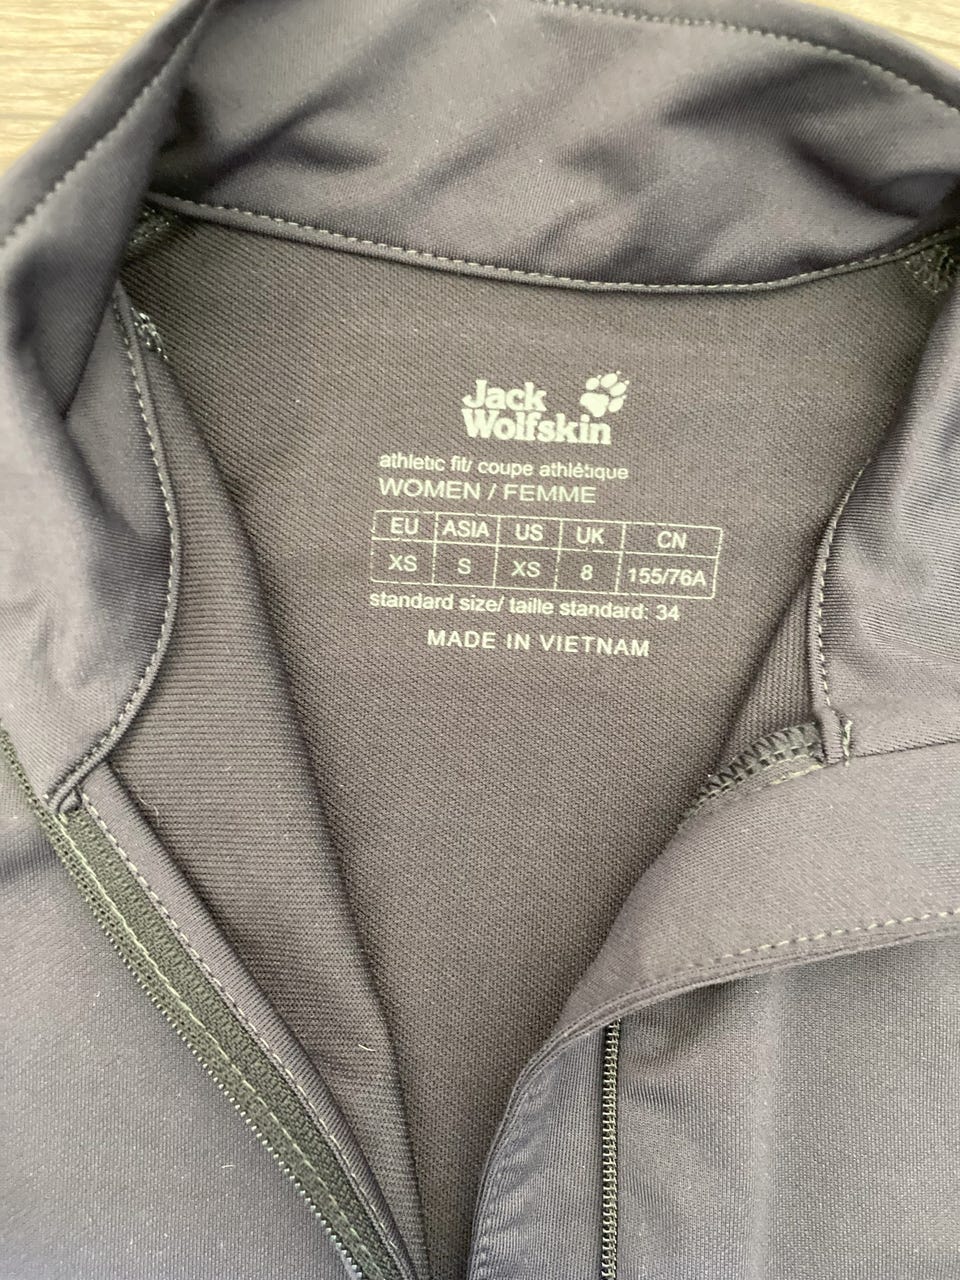 Jack
Wolfskin
athletic fit/ coupe athlétique
WOMEN / FEMME
EU ASIA US UK CN
XS S XS 8 155/76A
standard size/ taille standard: 34
MADE IN VIETNAM